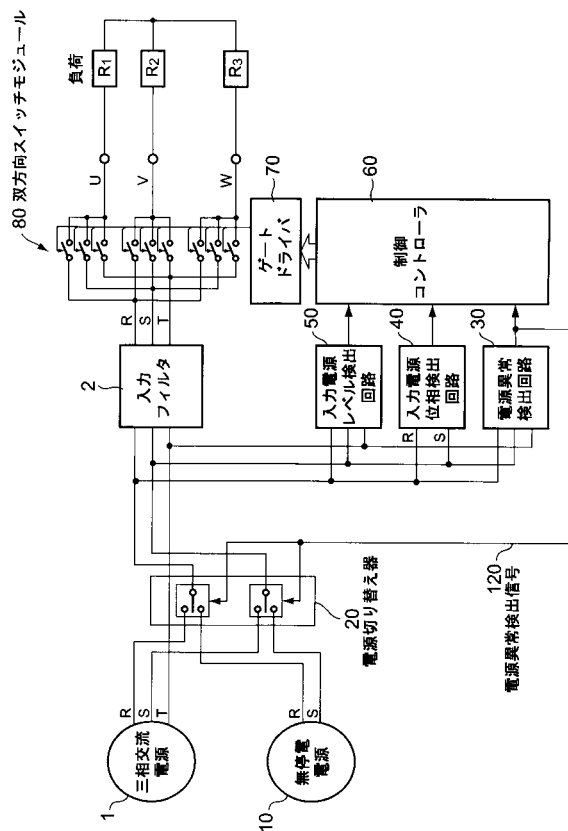 三相交流
電源
1
R
S
T
無停電
電源
10
R
S
20
電源切り替え器
120
電源異常検出信号
入力
フィルタ
2
R
S
T
80 双方向スイッチモジュール
U
V
W
負荷
R1
R2
R3
ゲート
ドライバ
70
制御
コントローラ
60
入力電源
レベル検出
回路
50
入力電源
位相検出
回路
40
R
S
電源異常
検出回路
30